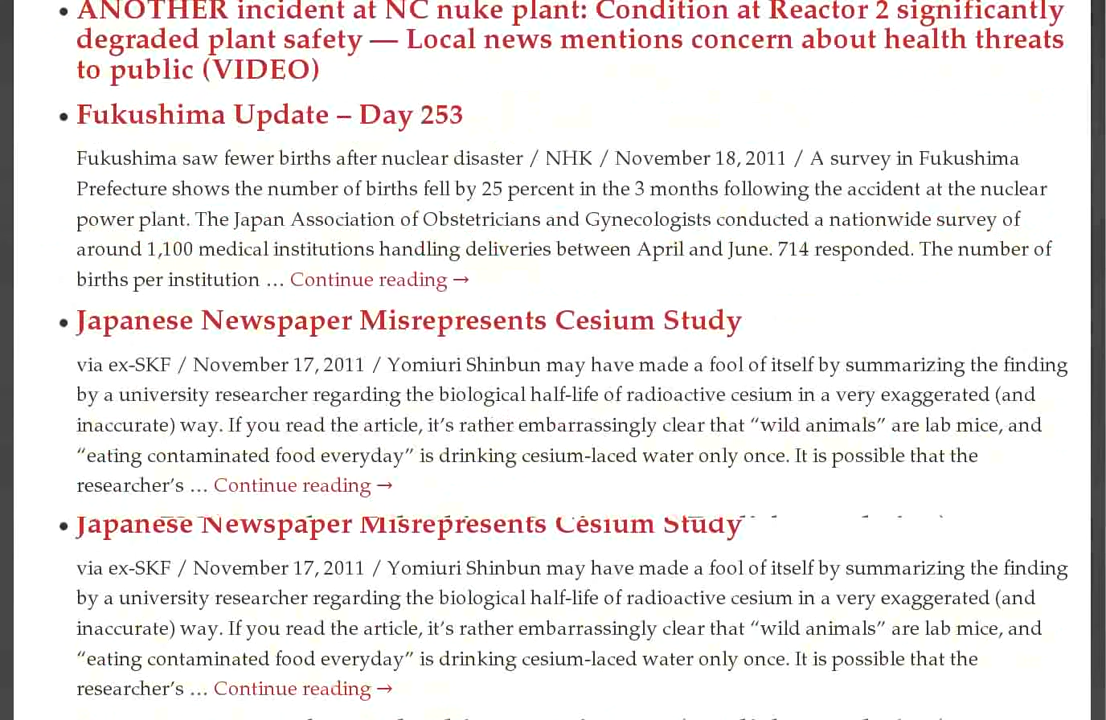 • ANOTHER incident at NC nuke plant: Condition at Reactor 2 significantly
degraded plant safety — Local news mentions concern about health threats
to public (VIDEO)
• Fukushima Update – Day 253
Fukushima saw fewer births after nuclear disaster / NHK / November 18, 2011 / A survey in Fukushima
Prefecture shows the number of births fell by 25 percent in the 3 months following the accident at the nuclear
power plant. The Japan Association of Obstetricians and Gynecologists conducted a nationwide survey of
around 1,100 medical institutions handling deliveries between April and June. 714 responded. The number of
births per institution … Continue reading →
• Japanese Newspaper Misrepresents Cesium Study
via ex-SKF / November 17, 2011 / Yomiuri Shinbun may have made a fool of itself by summarizing the finding
by a university researcher regarding the biological half-life of radioactive cesium in a very exaggerated (and
inaccurate) way. If you read the article, it’s rather embarrassingly clear that “wild animals” are lab mice, and
“eating contaminated food everyday” is drinking cesium-laced water only once. It is possible that the
researcher’s … Continue reading →
• Japanese Newspaper Misrepresents Cesium Study
via ex-SKF / November 17, 2011 / Yomiuri Shinbun may have made a fool of itself by summarizing the finding
by a university researcher regarding the biological half-life of radioactive cesium in a very exaggerated (and
inaccurate) way. If you read the article, it’s rather embarrassingly clear that “wild animals” are lab mice, and
“eating contaminated food everyday” is drinking cesium-laced water only once. It is possible that the
researcher’s … Continue reading →